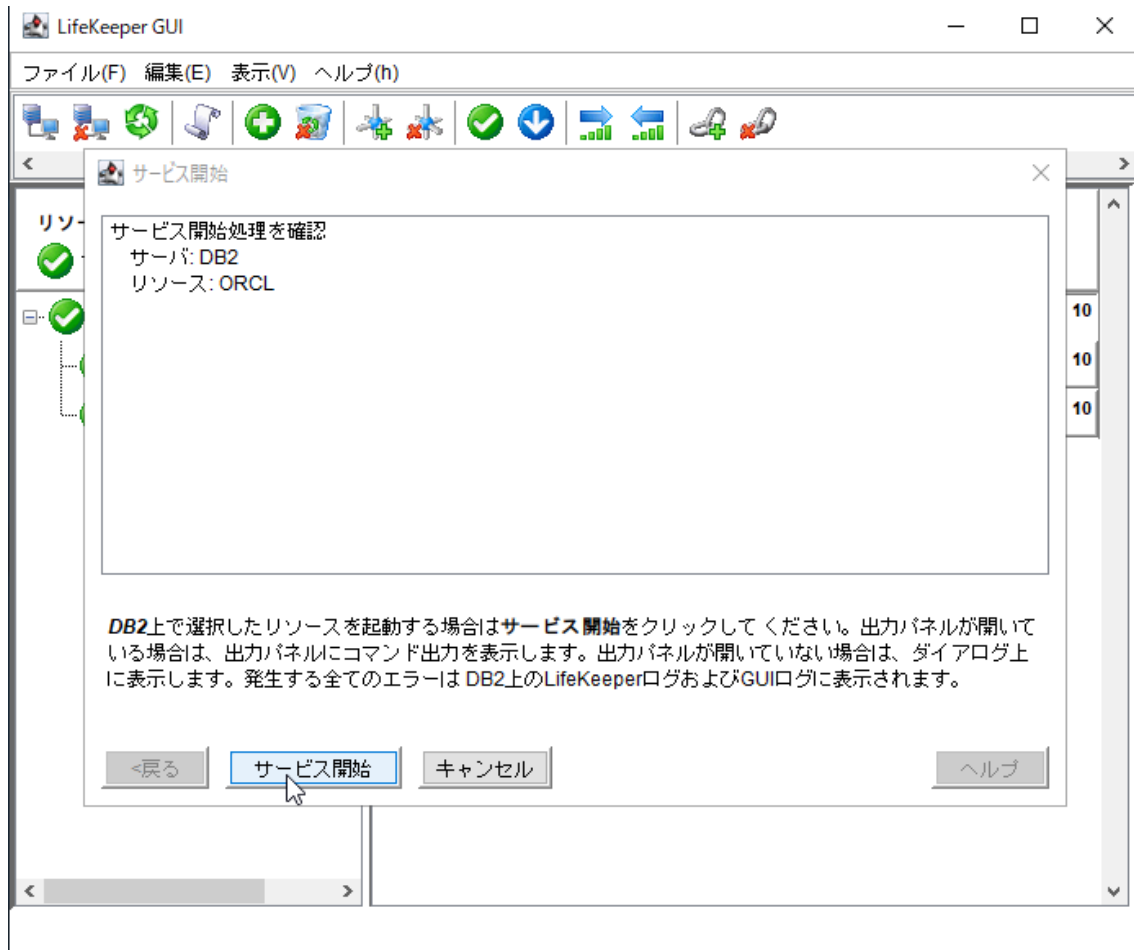 LifeKeeper GUI
ファイル(F) 編集(E) 表示(V) ヘルプ(h)
サービス開始
リソー
サービス開始処理を確認
サーバ: DB2
リソース: ORCL
10
10
10
DB2上で選択したリソースを起動する場合はサービス開始をクリックして ください。出力パネルが開いて
いる場合は、出力パネルにコマンド出力を表示します。出力パネルが開いていない場合は、ダイアログ上
に表示します。発生する全てのエラーは DB2上のLifeKeeperログおよびGUIログに表示されます。
<戻る サービス開始 キャンセル ヘルプ